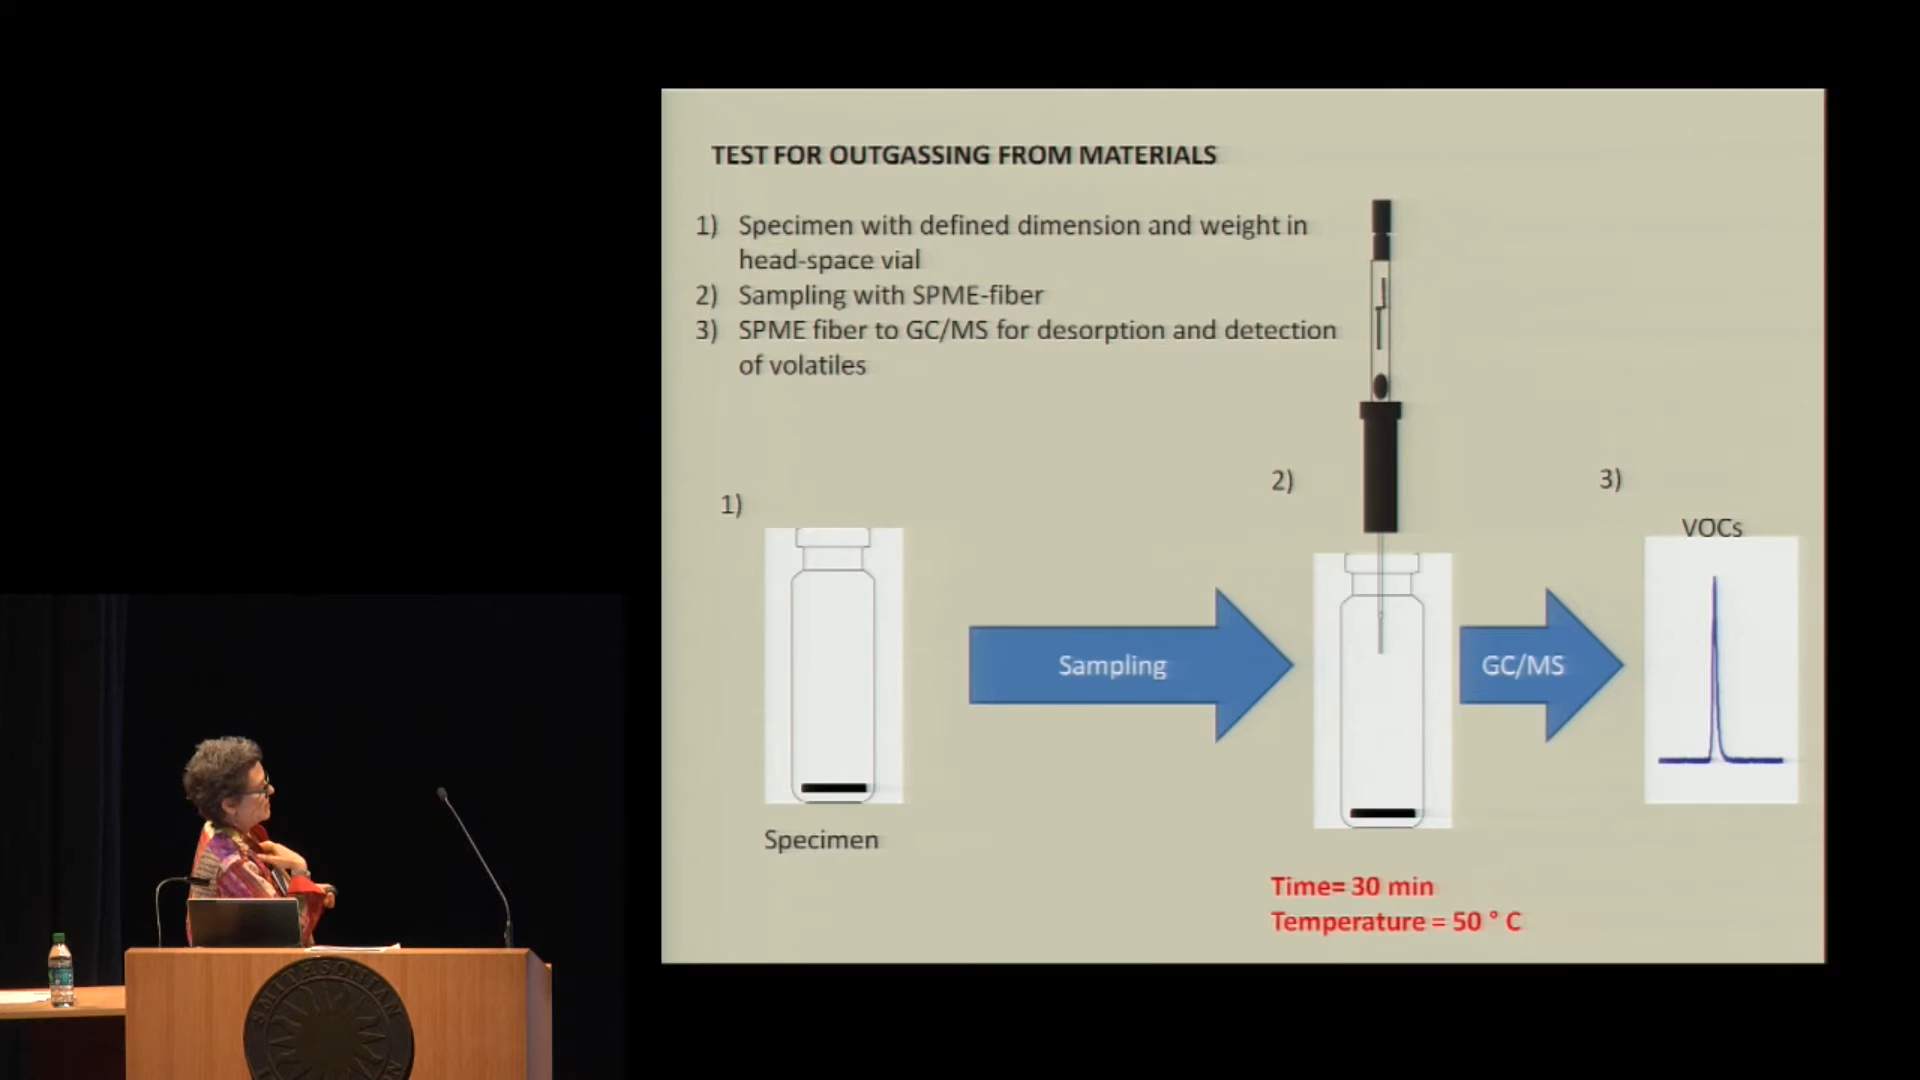 TEST FOR OUTGASSING FROM MATERIALS
1) Specimen with defined dimension and weight in
head-space vial
2) Sampling with SPME-fiber
3) SPME fiber to GC/MS for desorption and detection
of volatiles
1)
2)
3)
VOCs
Sampling
GC/MS
Specimen
Time= 30 min
Temperature = 50 ° C
SMITHSONIAN